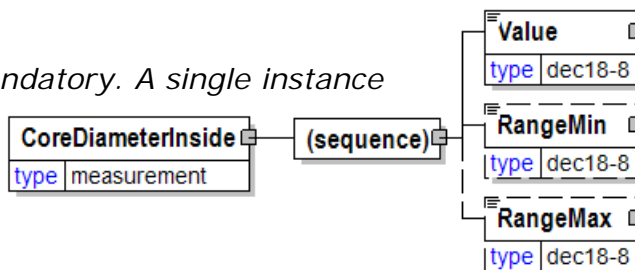 ndatory. A single instance
CoreDiameterInside
type measurement
(sequence)
Value
type dec18-8
RangeMin
type dec18-8
RangeMax
type dec18-8